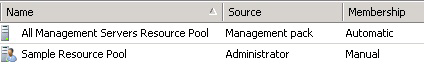 Name Source Membership
All Management Servers Resource Pool Management pack Automatic
Sample Resource Pool Administrator Manual